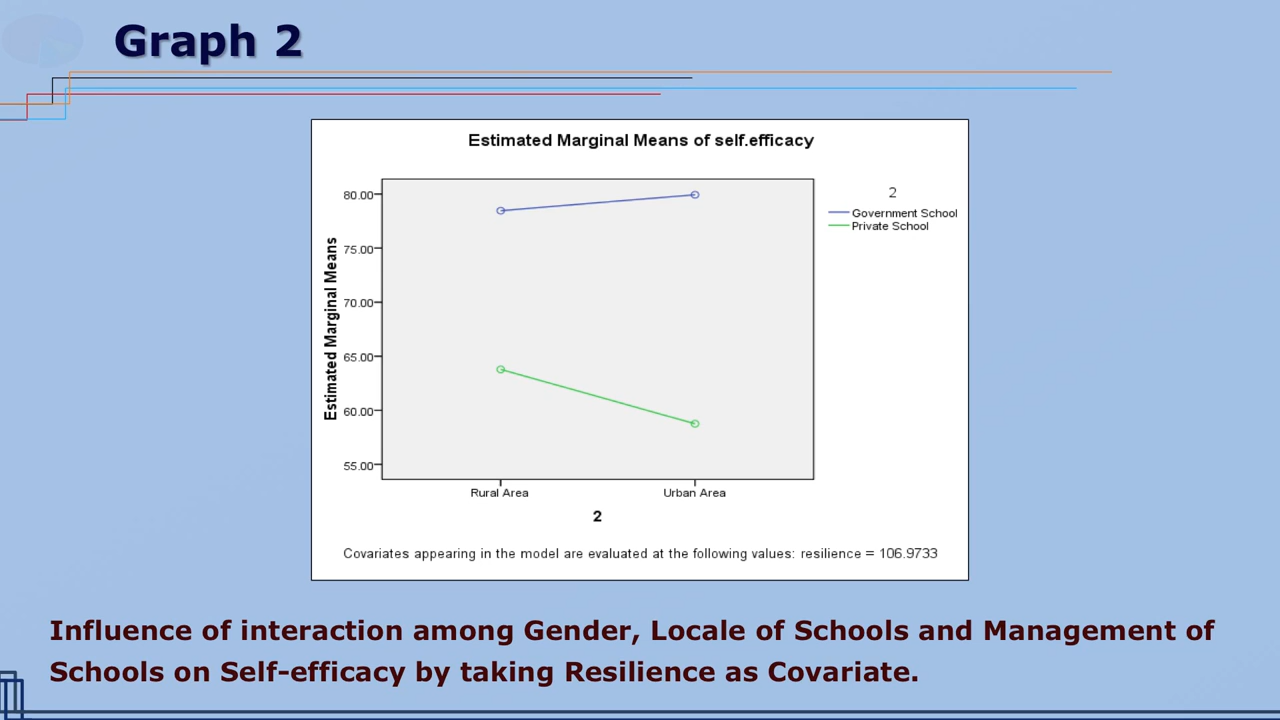 Graph 2
Estimated Marginal Means of self.efficacy
2
Government School
Private School
Estimated Marginal Means
80.00
75.00
70.00
65.00
60.00
55.00
Rural Area
Urban Area
2
Covariates appearing in the model are evaluated at the following values: resilience = 106.9733
Influence of interaction among Gender, Locale of Schools and Management of
Schools on Self-efficacy by taking Resilience as Covariate.